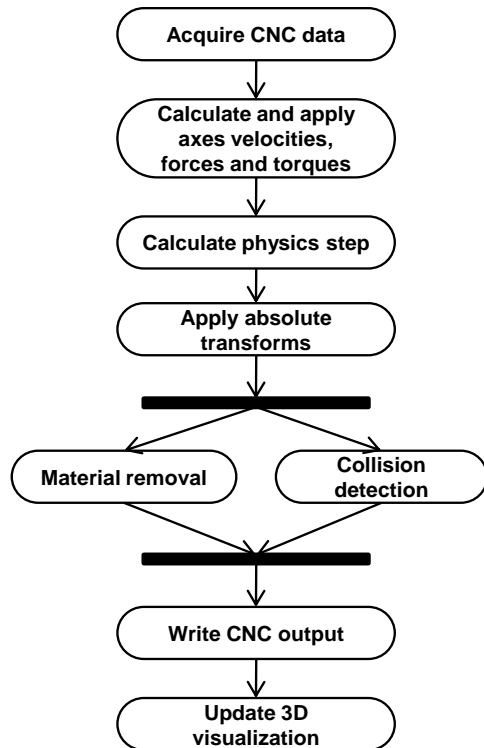 Acquire CNC data
Calculate and apply
axes velocities,
forces and torques
Calculate physics step
Apply absolute
transforms
Material removal
Collision
detection
Write CNC output
Update 3D
visualization